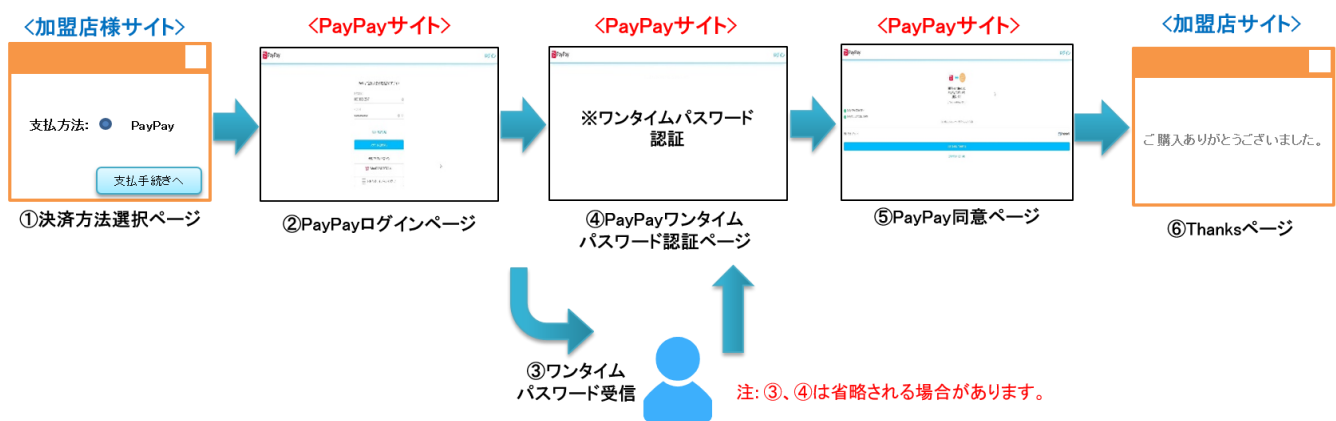 <加盟店様サイト>
<PayPayサイト>
<PayPayサイト>
<PayPayサイト>
<加盟店サイト>
支払方法: PayPay
支払手続きへ
PayPay
PayPay
※ワンタイムパスワード
認証
PayPay
ご購入ありがとうございました。
①決済方法選択ページ
②PayPayログインページ
④PayPayワンタイム
パスワード認証ページ
⑤PayPay同意ページ
⑥Thanksページ
③ワンタイム
パスワード受信
注: ③、④は省略される場合があります。